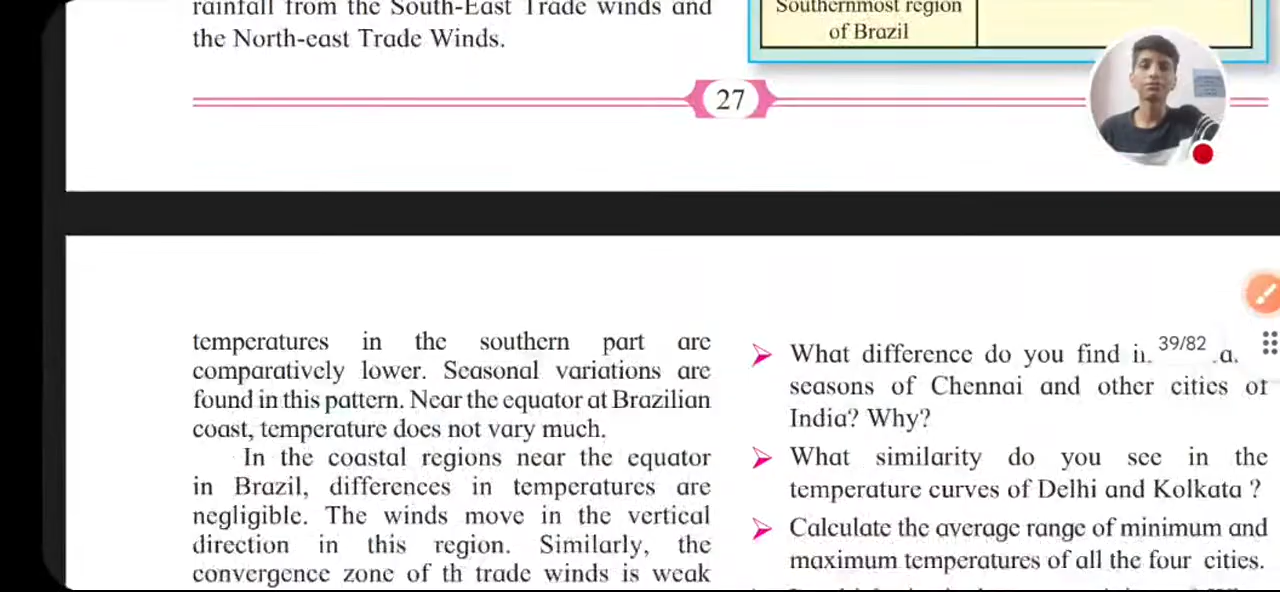 rainfall from the South-East Trade winds and
the North-east Trade Winds.
Southernmost region
of Brazil
27
temperatures in the southern part are
comparatively lower. Seasonal variations are
found in this pattern. Near the equator at Brazilian
coast, temperature does not vary much.
In the coastal regions near the equator
in Brazil, differences in temperatures are
negligible. The winds move in the vertical
direction in this region. Similarly, the
convergence zone of th trade winds is weak
39/82
➢ What difference do you find
seasons of Chennai and other cities of
India? Why?
➢ What similarity do you see in the
temperature curves of Delhi and Kolkata ?
➢ Calculate the average range of minimum and
maximum temperatures of all the four cities.